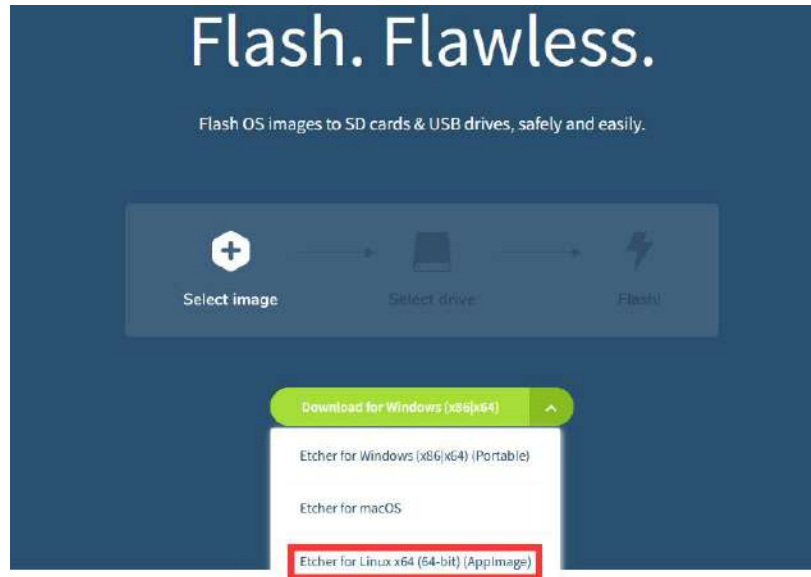 Flash. Flawless.
Flash OS images to SD cards & USB drives, safely and easily.
Select image
Select drive
Flash!
Download for Windows (x86|x64)
Etcher for Windows (x86|x64) (Portable)
Etcher for macOS
Etcher for Linux x64 (64-bit) (AppImage)